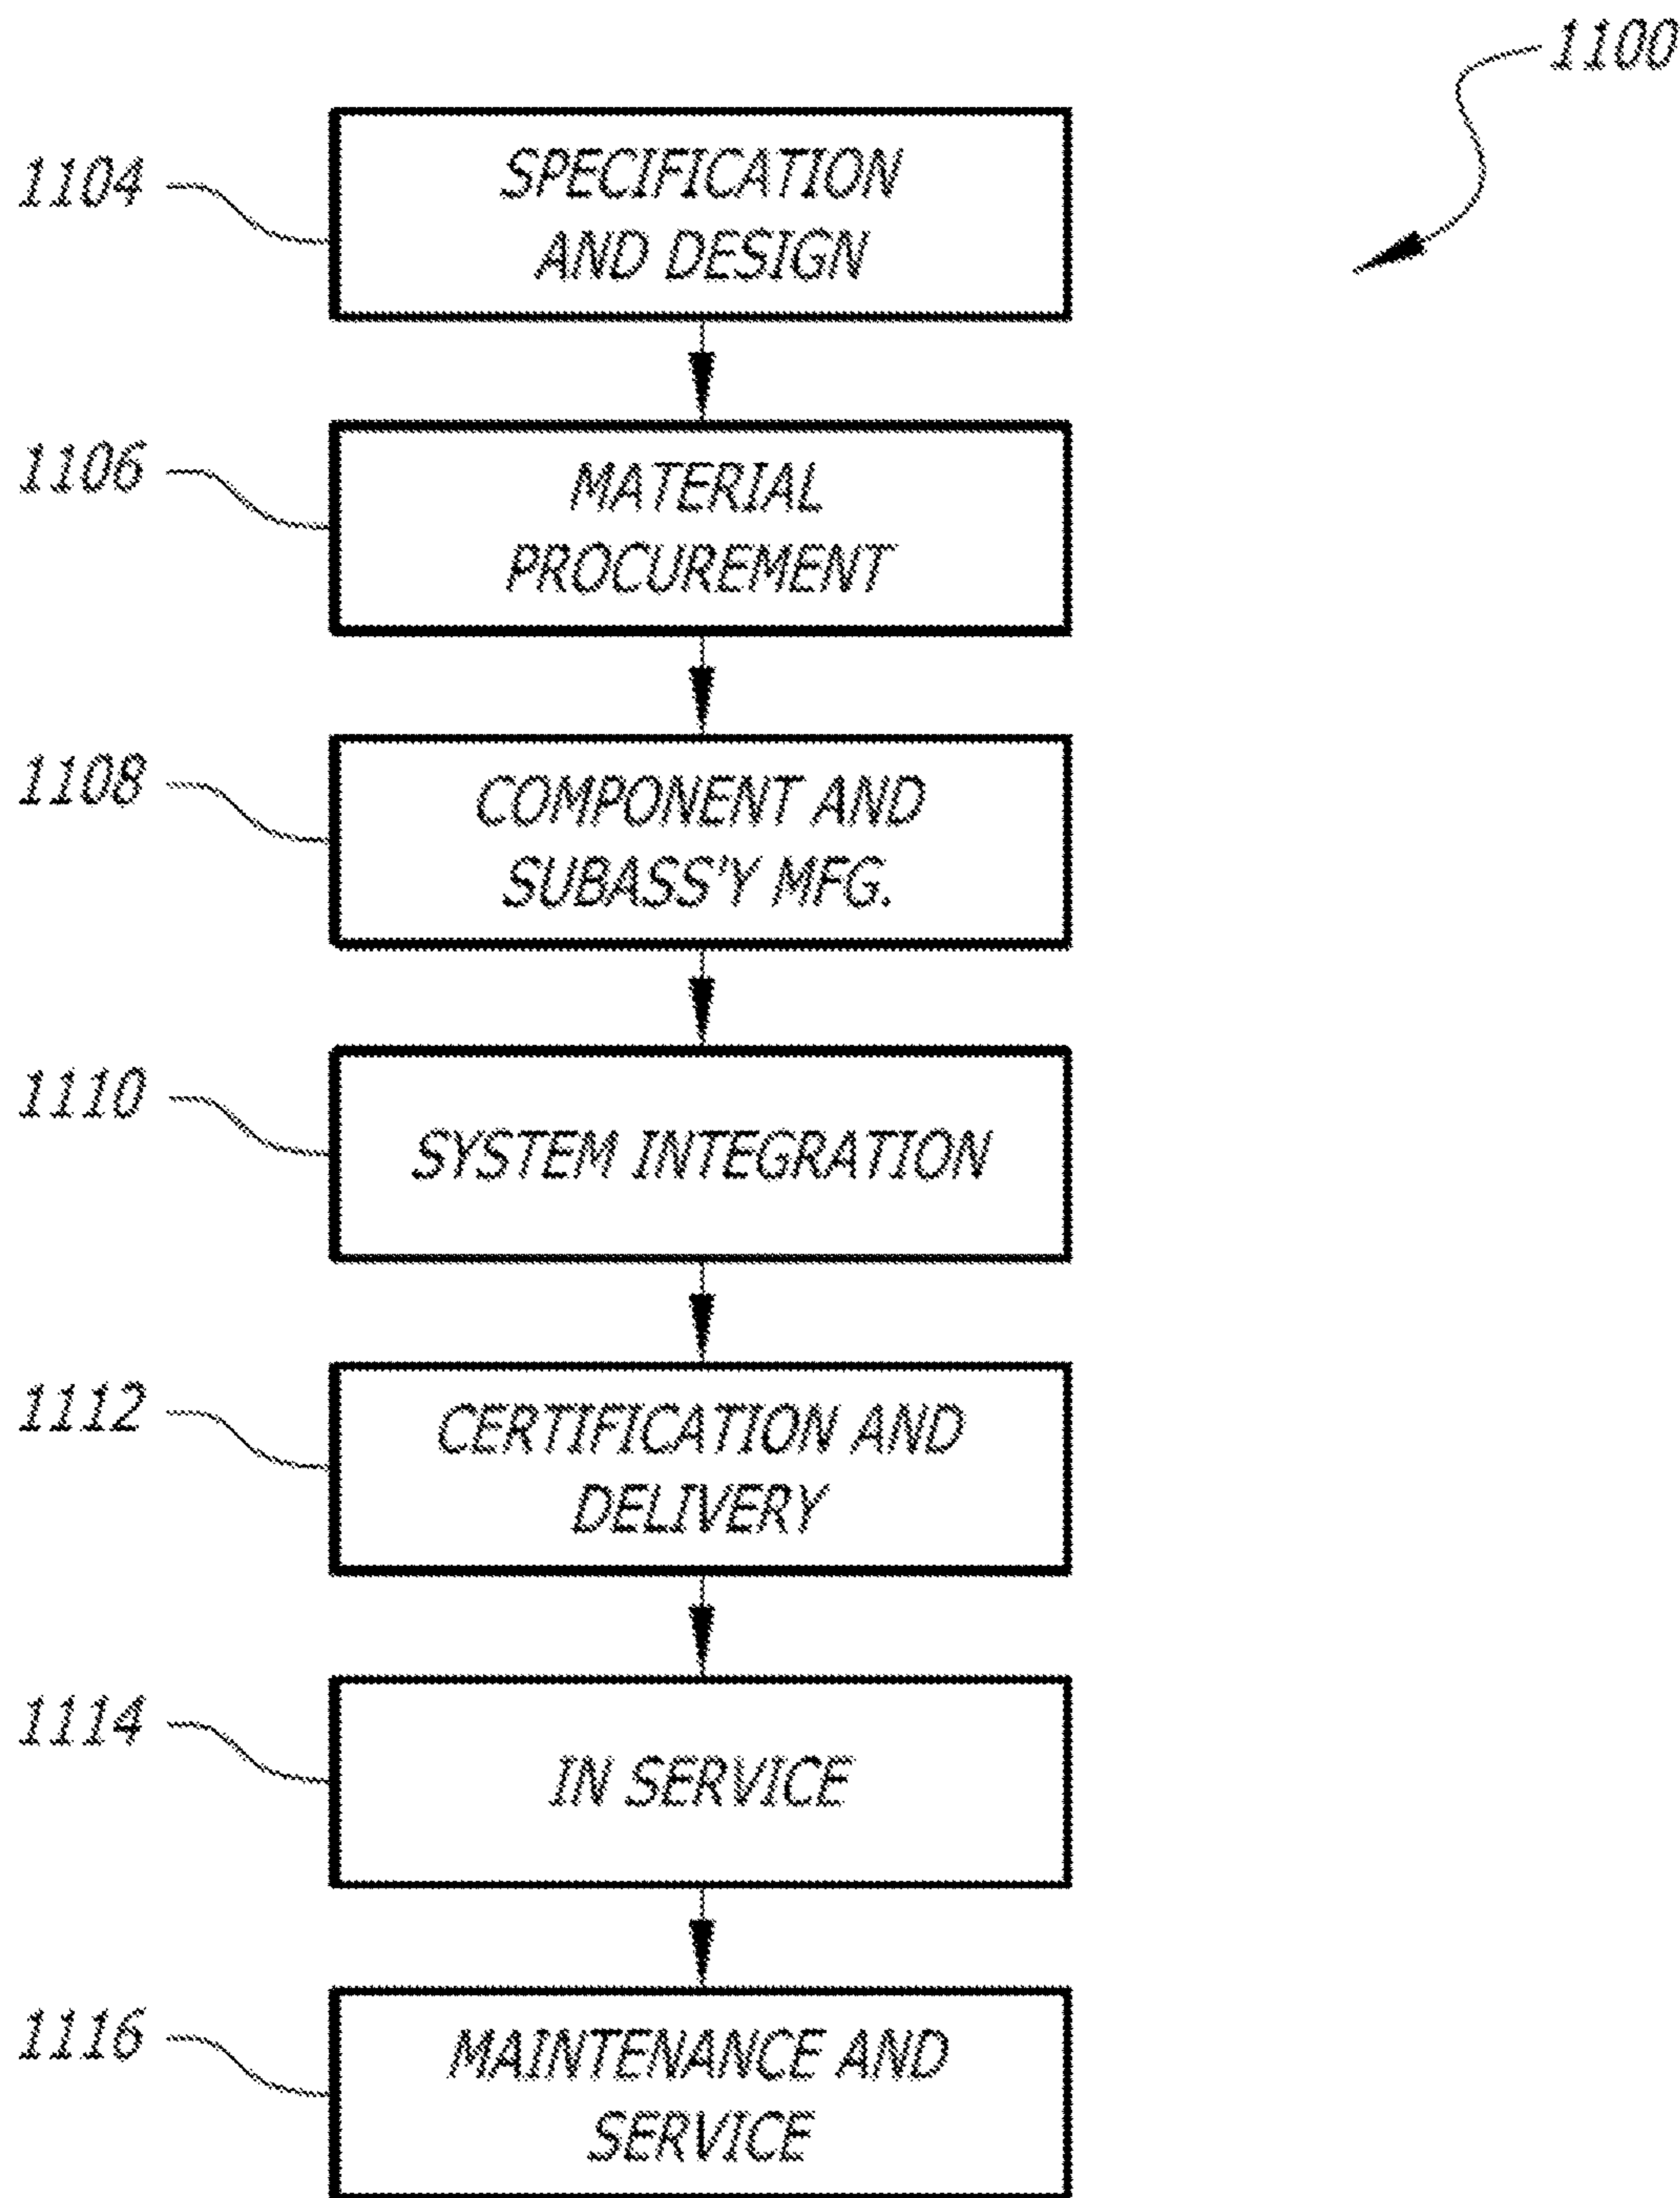 1100
1104
SPECIFICATION
AND DESIGN
1106
MATERIAL
PROCUREMENT
1108
COMPONENT AND
SUBASS'Y MFG.
1110
SYSTEM INTEGRATION
1112
CERTIFICATION AND
DELIVERY
1114
IN SERVICE
1116
MAINTENANCE AND
SERVICE